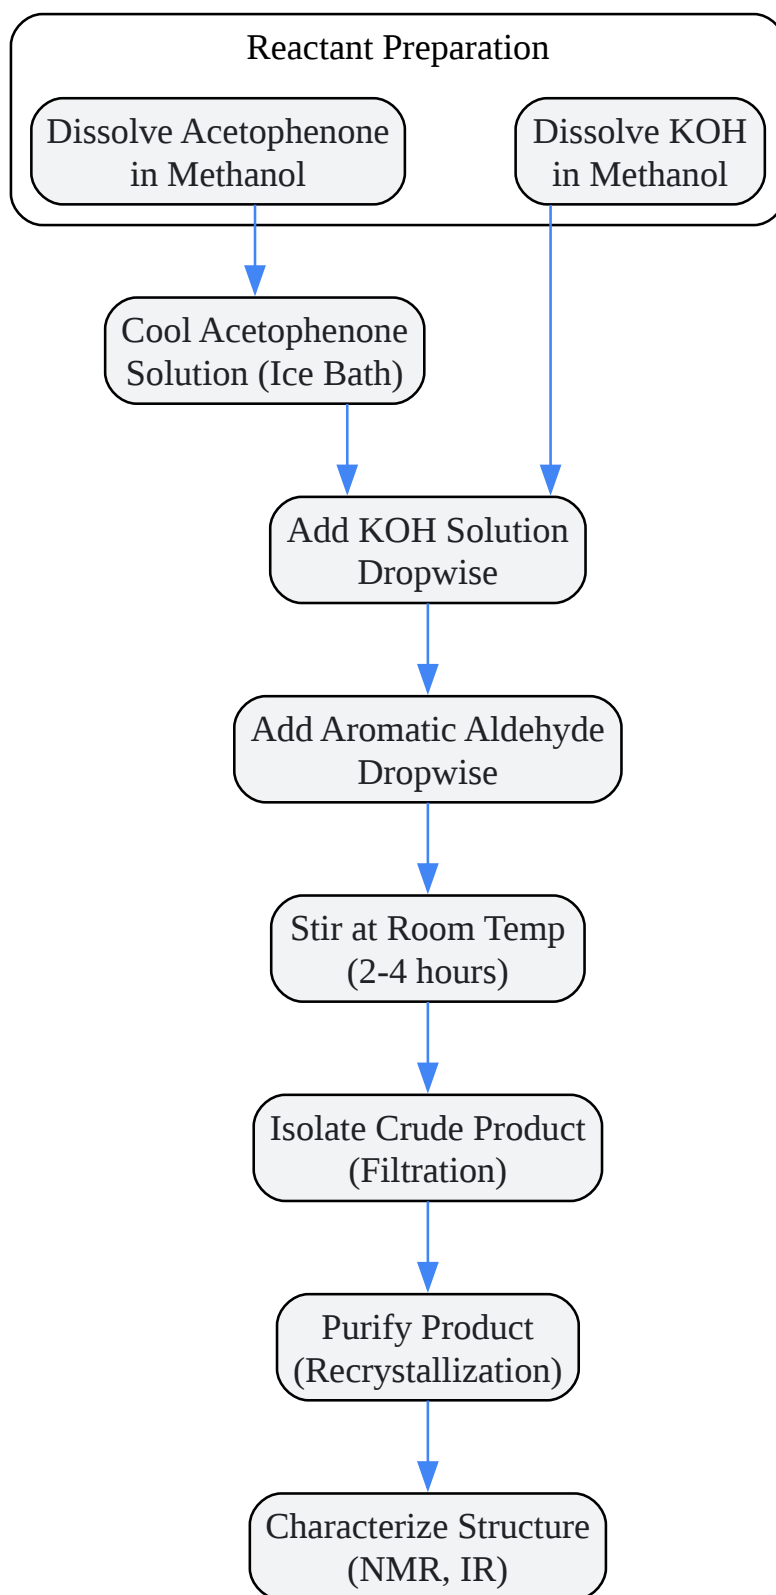 Reactant Preparation
Dissolve Acetophenone
in Methanol
Dissolve KOH
in Methanol
Cool Acetophenone
Solution (Ice Bath)
Add KOH Solution
Dropwise
Add Aromatic Aldehyde
Dropwise
Stir at Room Temp
(2-4 hours)
Isolate Crude Product
(Filtration)
Purify Product
(Recrystallization)
Characterize Structure
(NMR, IR)